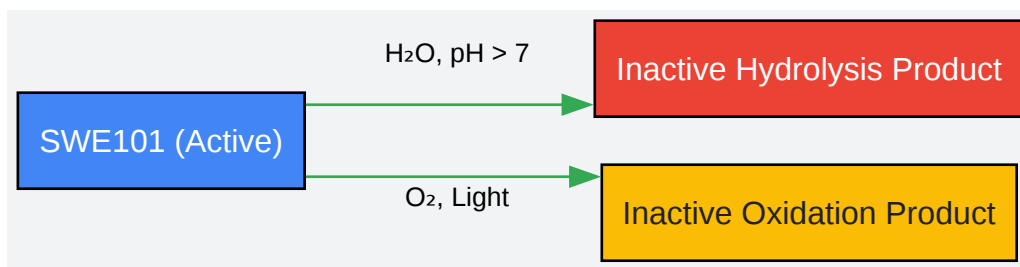 H₂O, pH > 7
Inactive Hydrolysis Product
SWE101 (Active)
O₂, Light
Inactive Oxidation Product